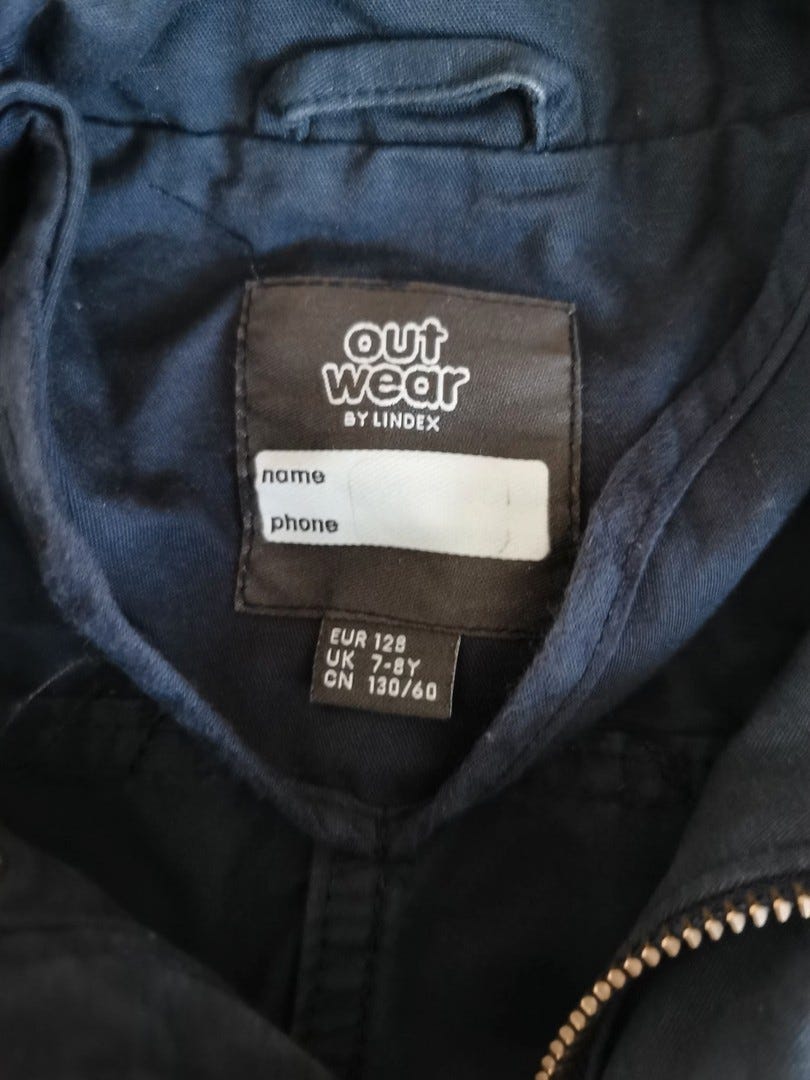 out
wear
BY LINDEX
name
phone
EUR 128
UK 7-8Y
CN 130/60